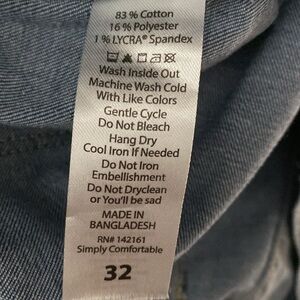 83 % Cotton
16 % Polyester
1 % LYCRA® Spandex
Wash Inside Out
Machine Wash Cold
With Like Colors
Gentle Cycle
Do Not Bleach
Hang Dry
Cool Iron If Needed
Do Not Iron
Embellishment
Do Not Dryclean
or You'll be sad
MADE IN
BANGLADESH
RN# 142161
Simply Comfortable
32